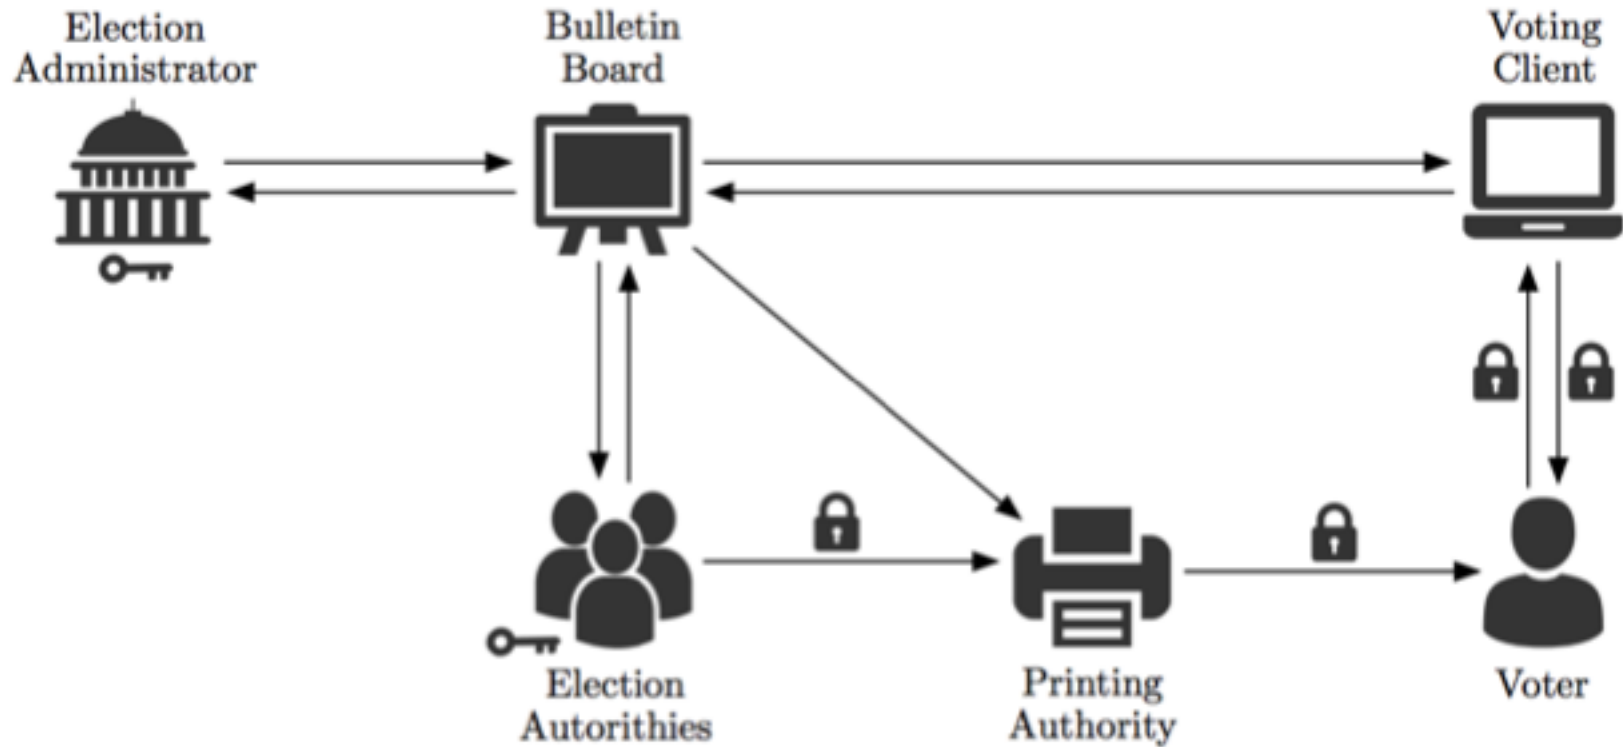 Election
Administrator
Bulletin
Board
Voting
Client
Election
Autorithies
Printing
Authority
Voter